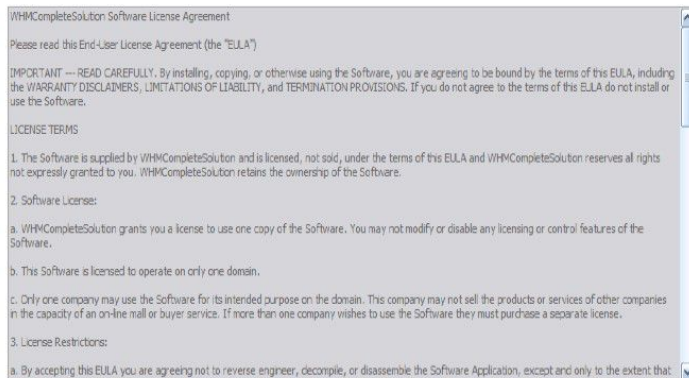 WHMCompleteSolution Software License Agreement
Please read this End-User License Agreement (the "EULA")
IMPORTANT --- READ CAREFULLY. By installing, copying, or otherwise using the Software, you are agreeing to be bound by the terms of this EULA, including
the WARRANTY DISCLAIMERS, LIMITATIONS OF LIABILITY, and TERMINATION PROVISIONS. If you do not agree to the terms of this EULA do not install or
use the Software.
LICENSE TERMS
1. The Software is supplied by WHMCompleteSolution and is licensed, not sold, under the terms of this EULA and WHMCompleteSolution reserves all rights
not expressly granted to you. WHMCompleteSolution retains the ownership of the Software.
2. Software License:
a. WHMCompleteSolution grants you a license to use one copy of the Software. You may not modify or disable any licensing or control features of the
Software.
b. This Software is licensed to operate on only one domain.
c. Only one company may use the Software for its intended purpose on the domain. This company may not sell the products or services of other companies
in the capacity of an on-line mall or buyer service. If more than one company wishes to use the Software they must purchase a separate license.
3. License Restrictions:
a. By accepting this EULA you are agreeing not to reverse engineer, decompile, or disassemble the Software Application, except and only to the extent that